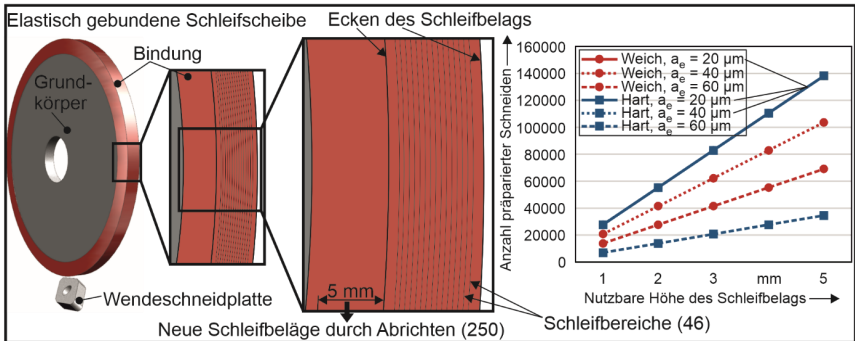 Elastisch gebundene Schleifscheibe
Bindung
Grund-
körper
Wendeschneidplatte
Ecken des Schleifbelags
5 mm
Neue Schleifbeläge durch Abrichten (250)
Schleifbereiche (46)
Anzahl präparierter Schneiden
160000
140000
120000
100000
80000
60000
40000
20000
0
Weich, aₑ = 20 µm
Weich, aₑ = 40 µm
Weich, aₑ = 60 µm
Hart, aₑ = 20 µm
Hart, aₑ = 40 µm
Hart, aₑ = 60 µm
1 2 3 mm 5
Nutzbare Höhe des Schleifbelags